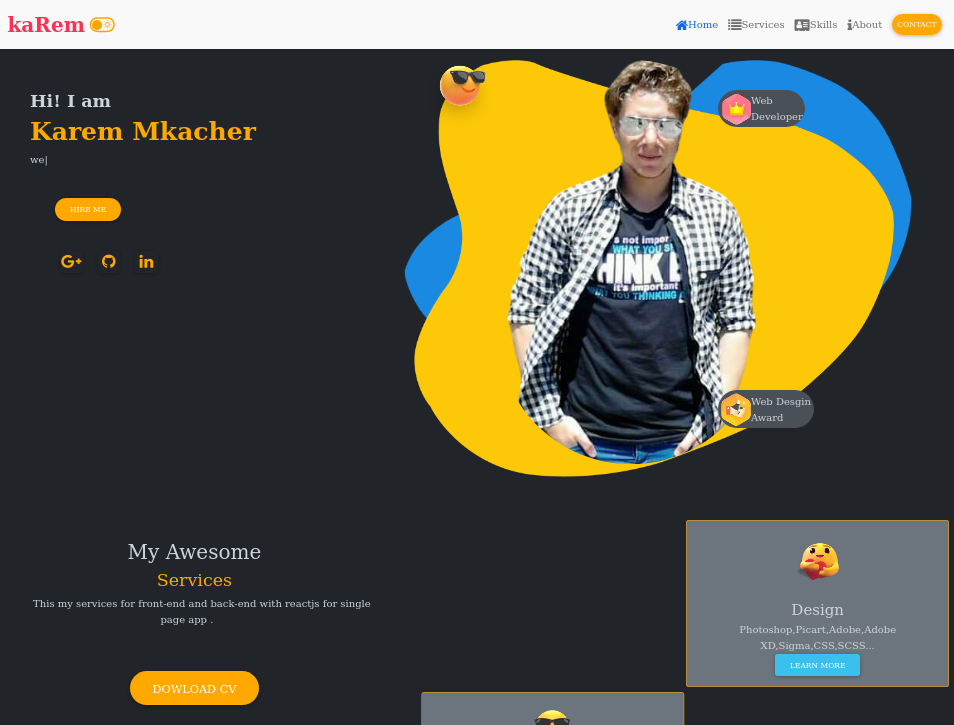 kaRem
Home
Services
Skills
About
CONTACT
Hi! I am
Karem Mkacher
we|
HIRE ME
G+
in
Web
Developer
s not impor
WHAT YOU S
HINK
it's important
AT YOU THINKING
Web Desgin
Award
My Awesome
Services
This my services for front-end and back-end with reactjs for single
page app .
DOWLOAD CV
Design
Photoshop,Picart,Adobe,Adobe
XD,Sigma,CSS,SCSS...
LEARN MORE